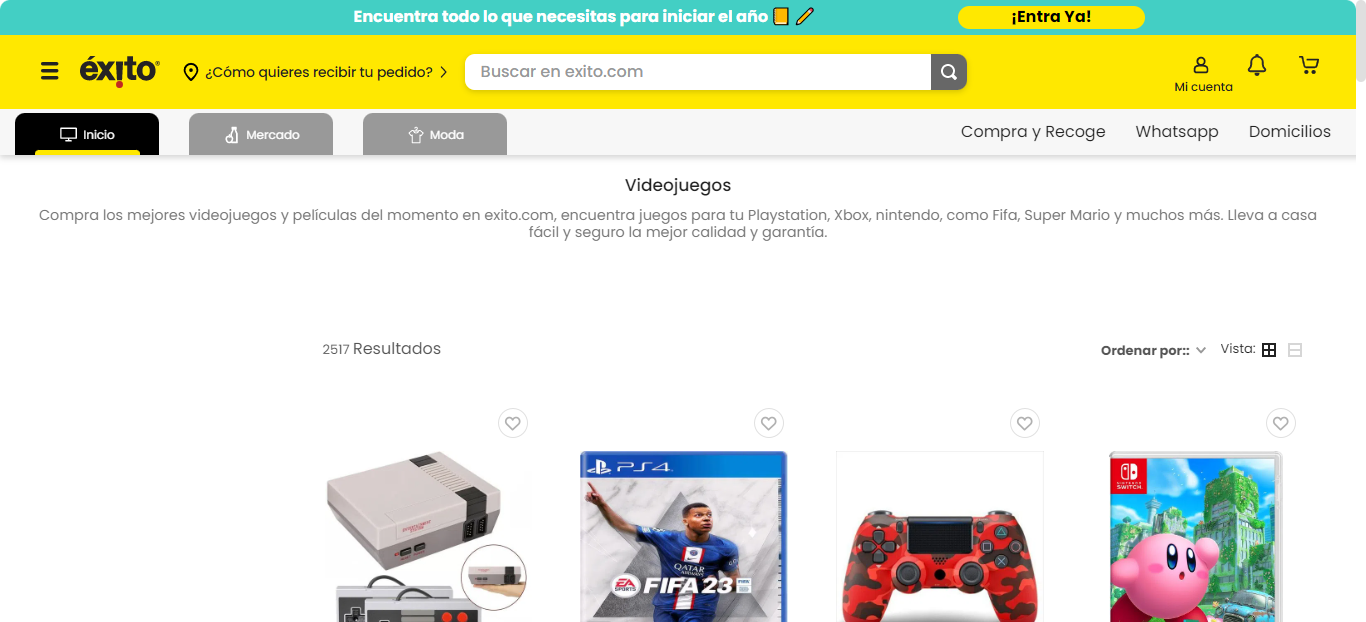 Encuentra todo lo que necesitas para iniciar el año
¡Entra Ya!
éxito
¿Cómo quieres recibir tu pedido?
Buscar en exito.com
Mi cuenta
Inicio
Mercado
Moda
Compra y Recoge
Whatsapp
Domicilios
Videojuegos
Compra los mejores videojuegos y películas del momento en exito.com, encuentra juegos para tu Playstation, Xbox, nintendo, como Fifa, Super Mario y muchos más. Lleva a casa
fácil y seguro la mejor calidad y garantía.
2517 Resultados
Ordenar por::
Vista:
PS4
QATAR
AIRWAYS
EA
SPORTS
FIFA 23
NINTENDO
SWITCH